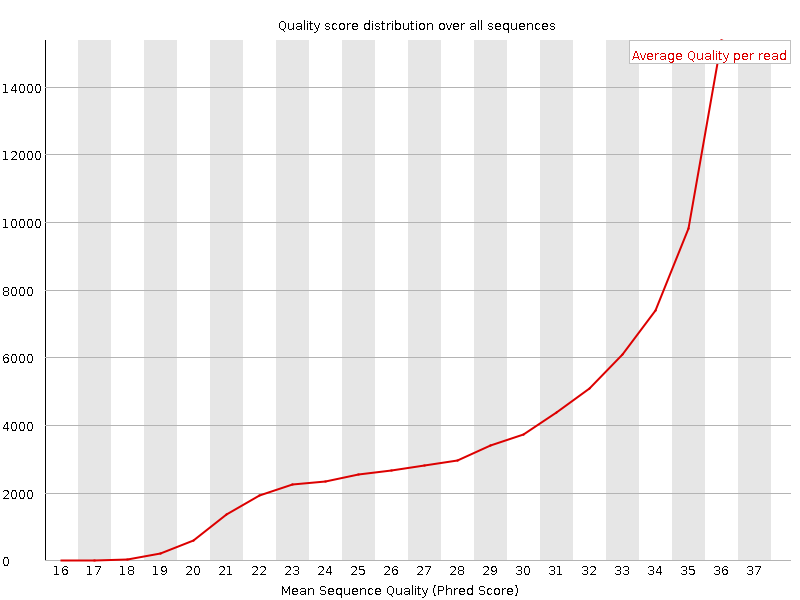 Quality score distribution over all sequences
Average Quality per read
14000
12000
10000
8000
6000
4000
2000
0
16 17 18 19 20 21 22 23 24 25 26 27 28 29 30 31 32 33 34 35 36 37
Mean Sequence Quality (Phred Score)